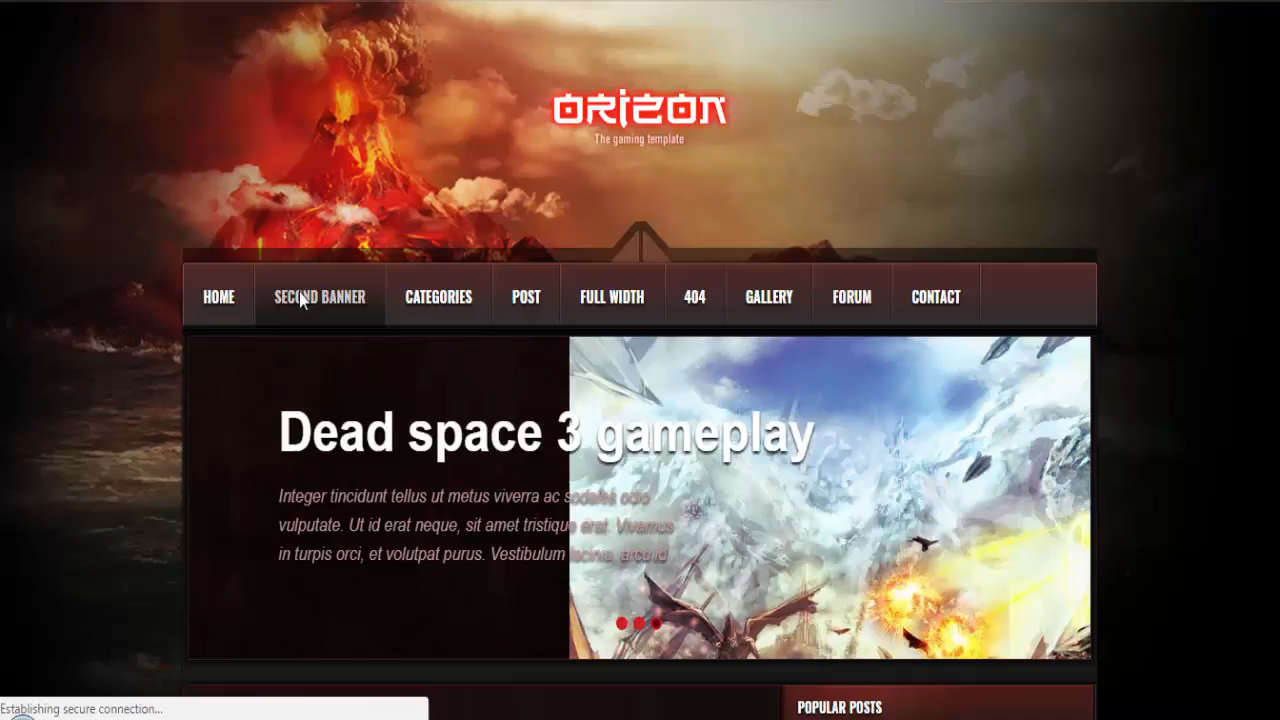 ORIZON
The gaming template
HOME SECOND BANNER CATEGORIES POST FULL WIDTH 404 GALLERY FORUM CONTACT
Dead space 3 gameplay
Integer tincidunt tellus ut metus viverra ac sodales odio
vulputate. Ut id erat neque, sit amet tristique erat. Vivamus
in turpis orci, et volutpat purus. Vestibulum lacinia, arcu id
POPULAR POSTS
Establishing secure connection...